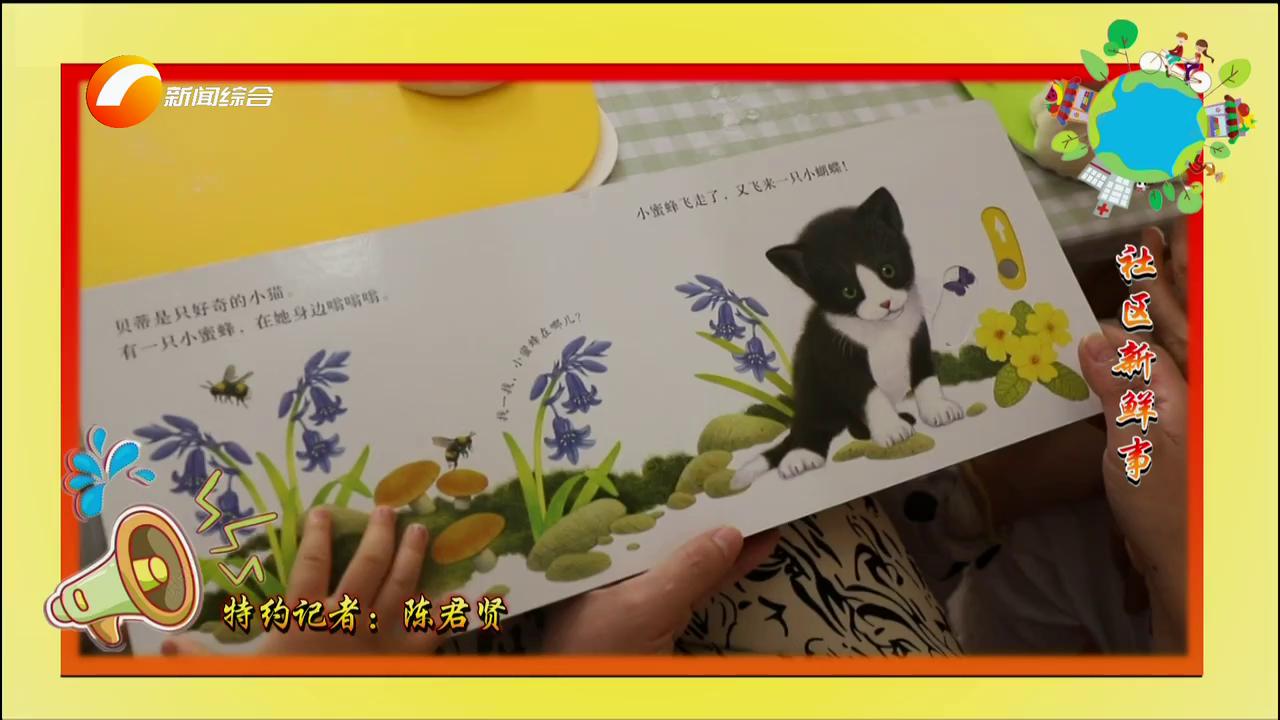 新闻综合
小蜜蜂飞走了，又飞来一只小蝴蝶！
贝蒂是只好奇的小猫。
有一只小蜜蜂，在她身边嗡嗡嗡。
找一找，小蜜蜂在哪儿？
社区新鲜事
特约记者：陈君贤